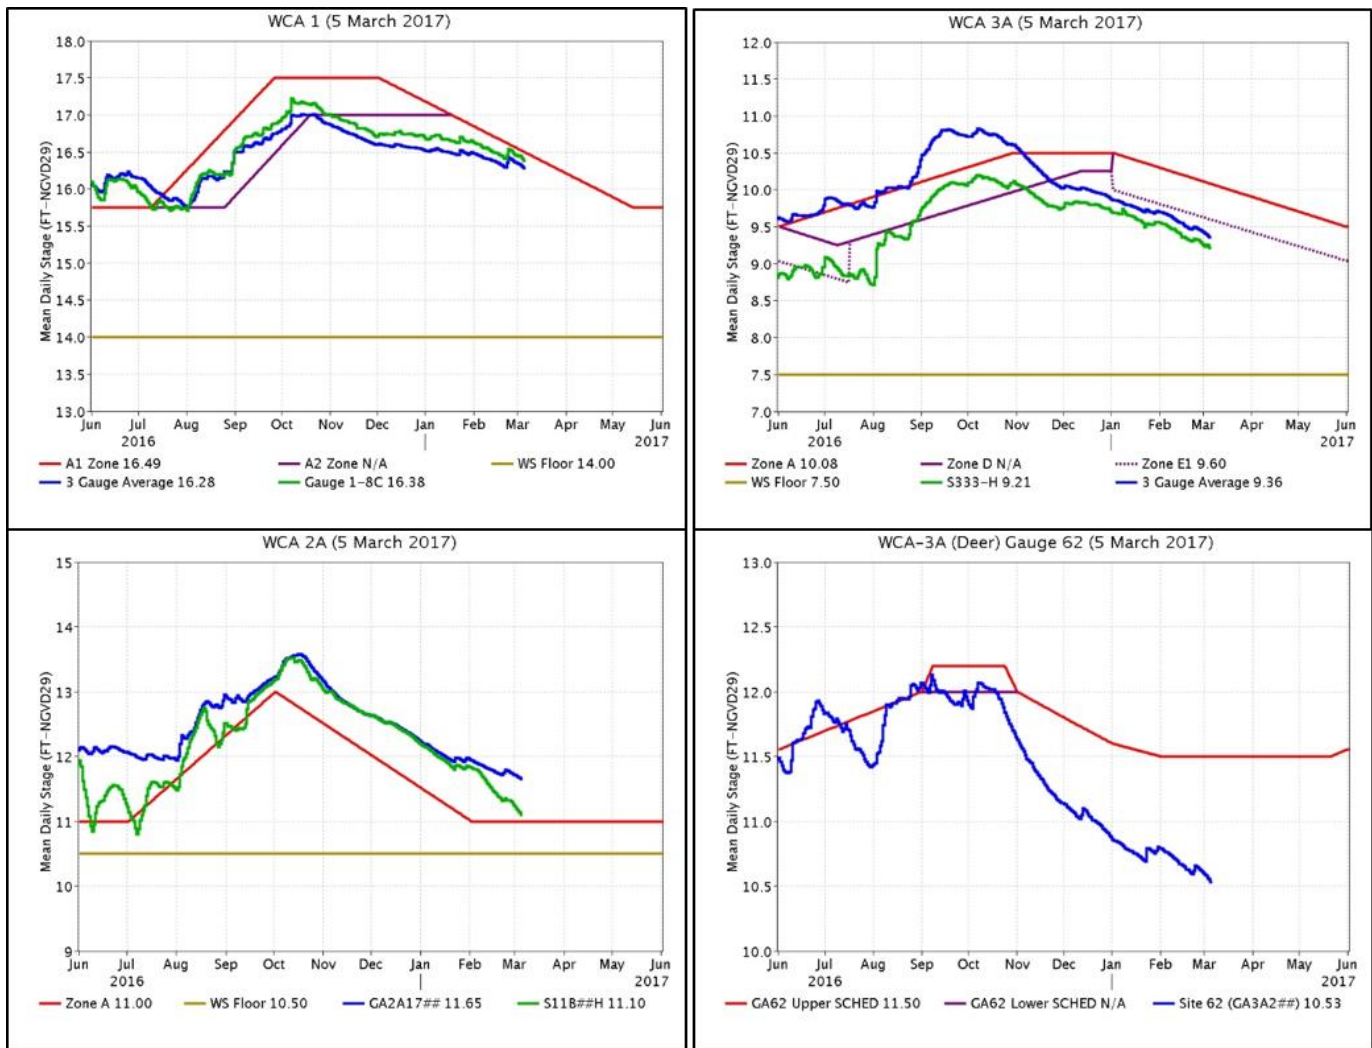 WCA 1 (5 March 2017)
Mean Daily Stage (FT-NGVD29)
18.0
17.5
17.0
16.5
16.0
15.5
15.0
14.5
14.0
13.5
13.0
Jun Jul Aug Sep Oct Nov Dec Jan Feb Mar Apr May Jun
2016 2017
A1 Zone 16.49 A2 Zone N/A WS Floor 14.00
3 Gauge Average 16.28 Gauge 1-8C 16.38
WCA 3A (5 March 2017)
Mean Daily Stage (FT-NGVD29)
12.0
11.5
11.0
10.5
10.0
9.5
9.0
8.5
8.0
7.5
7.0
Jun Jul Aug Sep Oct Nov Dec Jan Feb Mar Apr May Jun
2016 2017
Zone A 10.08 Zone D N/A Zone E1 9.60
WS Floor 7.50 S333-H 9.21 3 Gauge Average 9.36
WCA 2A (5 March 2017)
Mean Daily Stage (FT-NGVD29)
15
14
13
12
11
10
9
Jun Jul Aug Sep Oct Nov Dec Jan Feb Mar Apr May Jun
2016 2017
Zone A 11.00 WS Floor 10.50 GA2A17## 11.65 S11B##H 11.10
WCA-3A (Deer) Gauge 62 (5 March 2017)
Mean Daily Stage (FT-NGVD29)
13.0
12.5
12.0
11.5
11.0
10.5
10.0
Jun Jul Aug Sep Oct Nov Dec Jan Feb Mar Apr May Jun
2016 2017
GA62 Upper SCHED 11.50 GA62 Lower SCHED N/A Site 62 (GA3A2##) 10.53